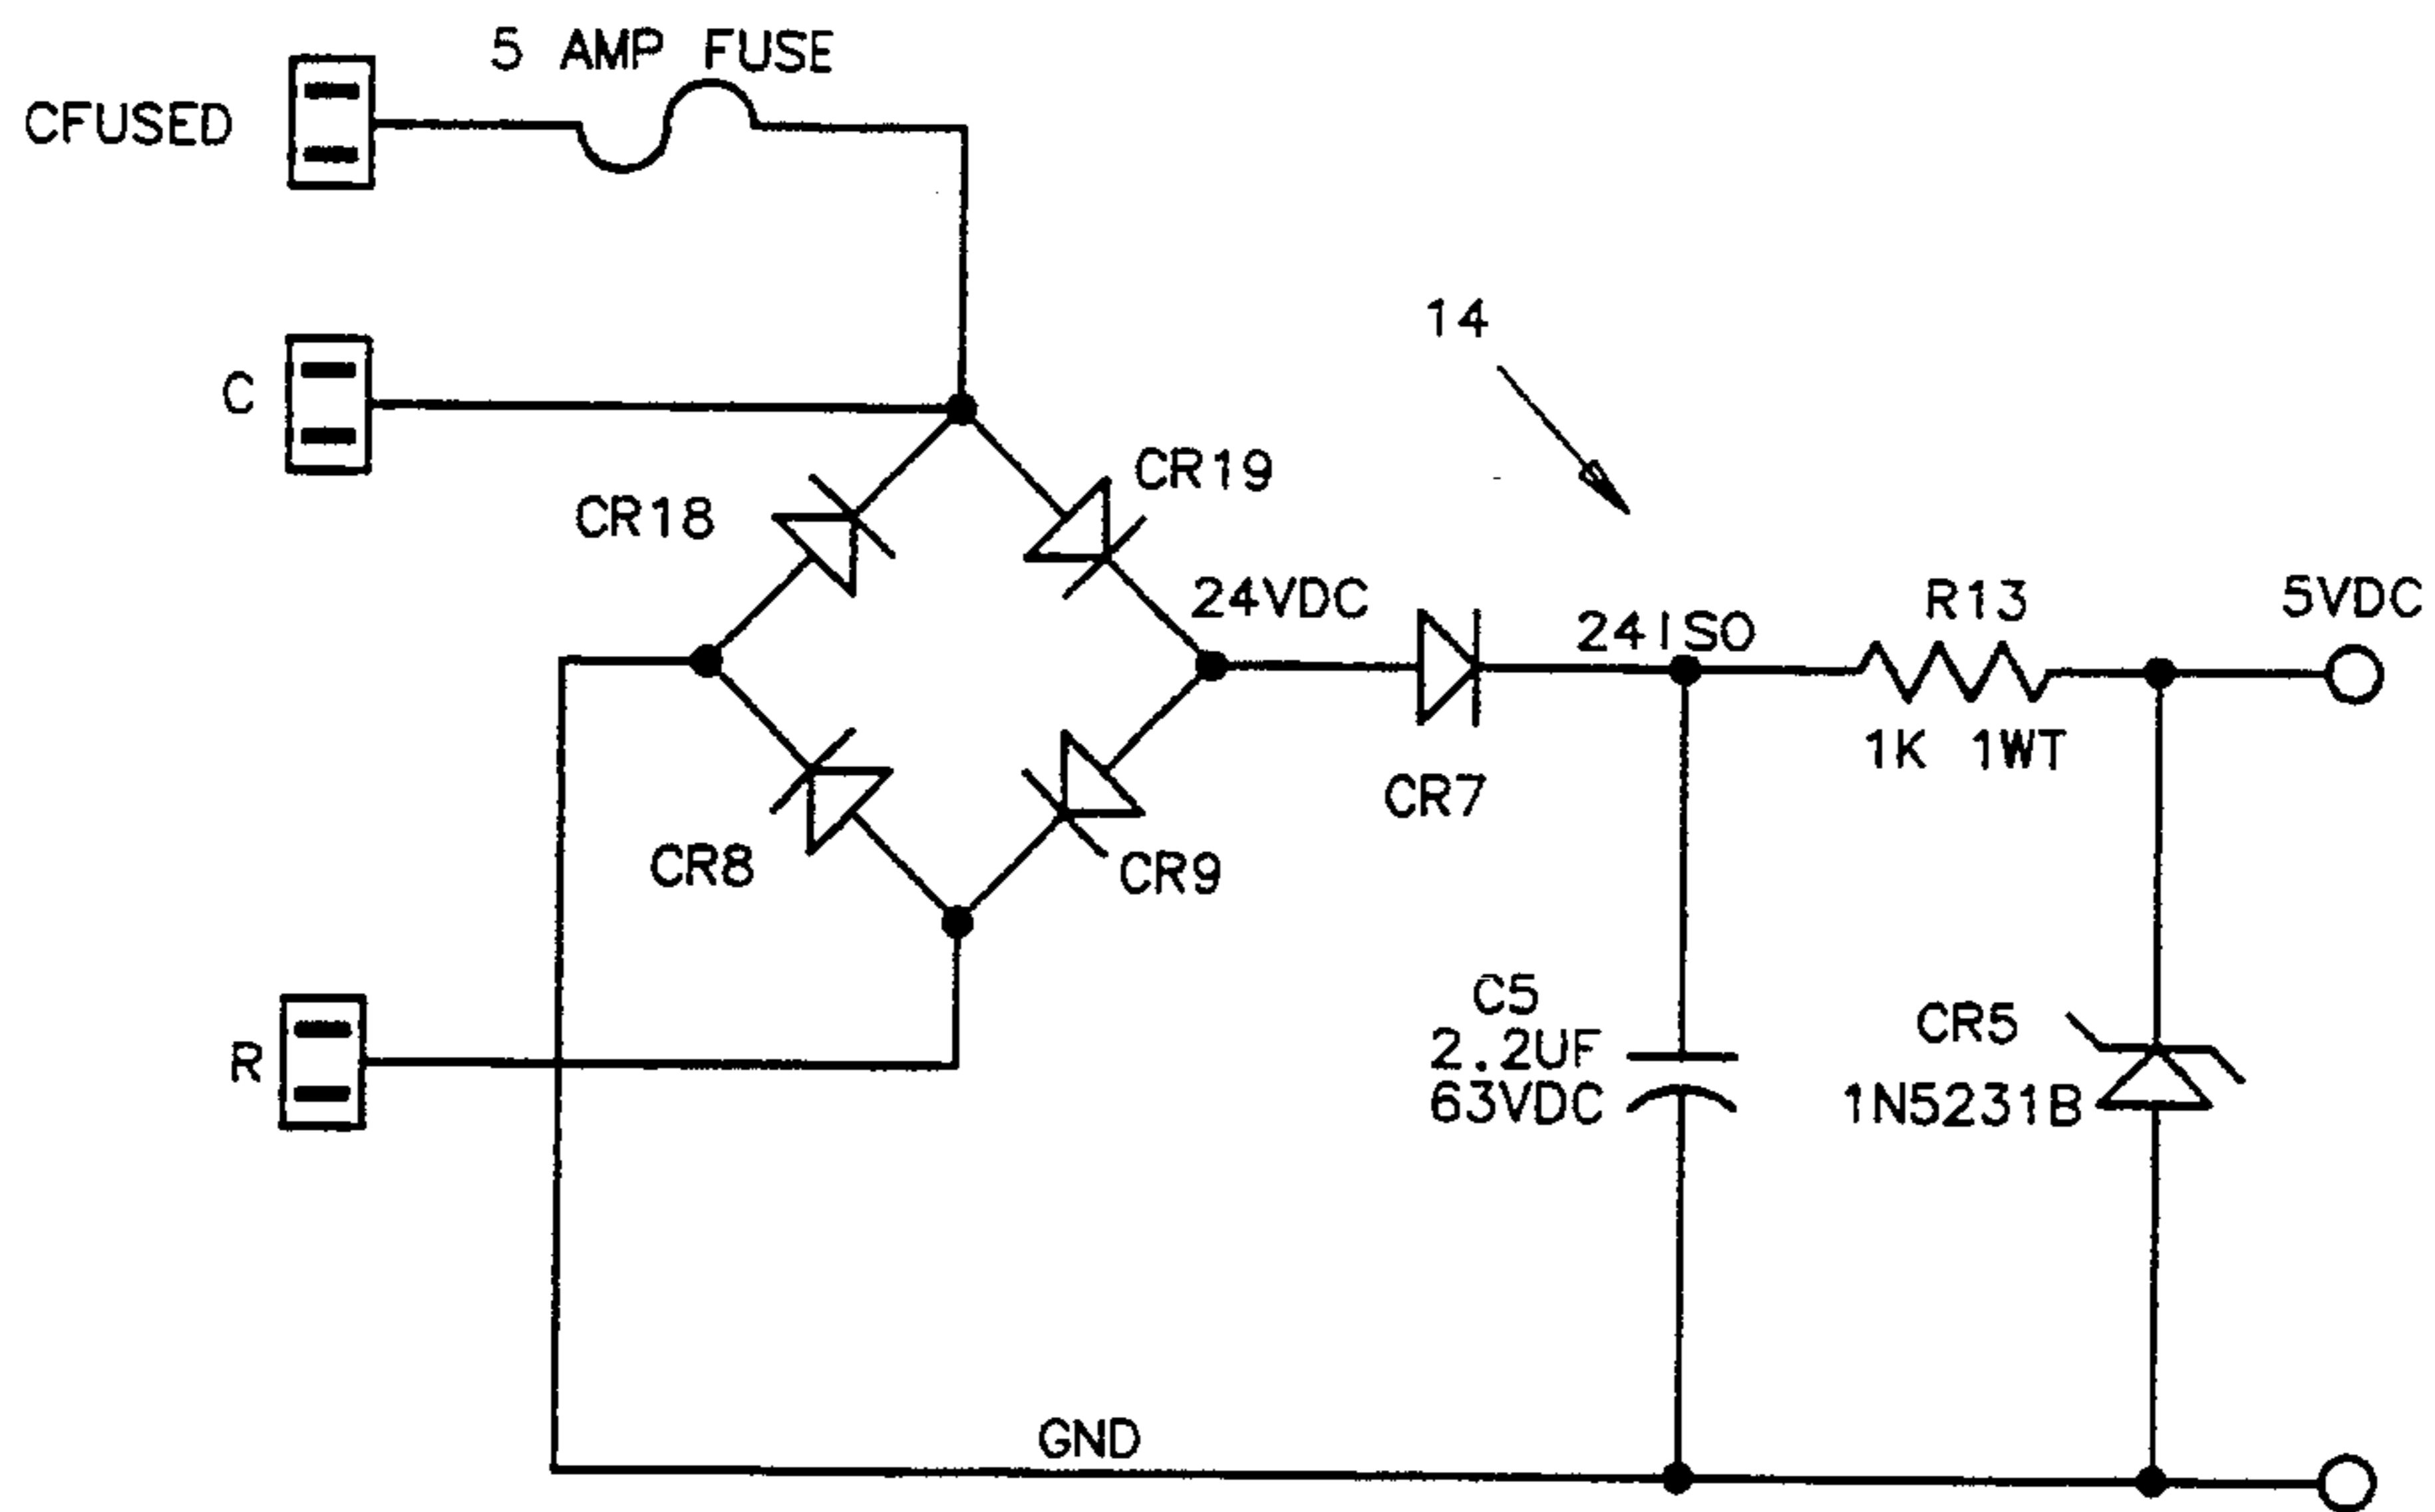 5 AMP FUSE
CFUSED
C
14
CR19
CR18
24VDC
24ISO
R13
5VDC
1K 1WT
CR7
CR8
CR9
C5
2.2UF
63VDC
CR5
1N5231B
R
GND